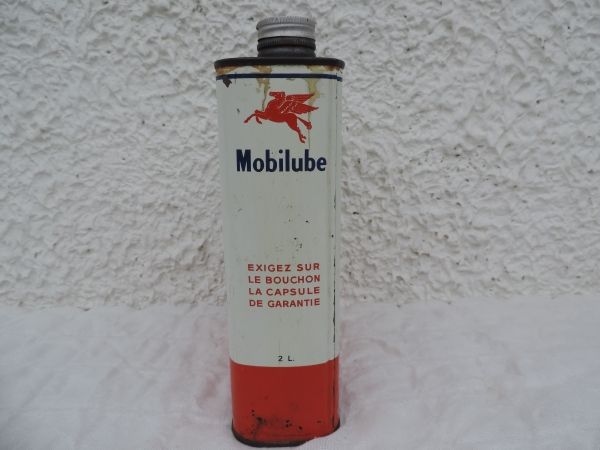 Mobilube
EXIGEZ SUR
LE BOUCHON
LA CAPSULE
DE GARANTIE
2 L.